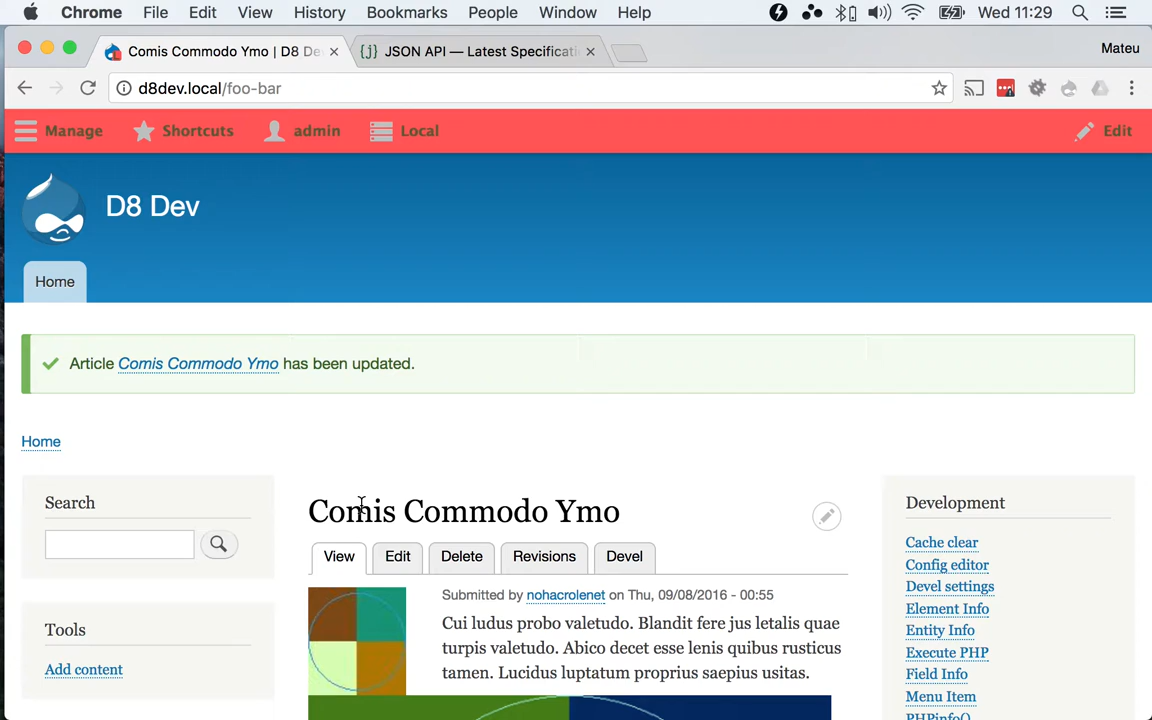 Chrome File Edit View History Bookmarks People Window Help Wed 11:29
Comis Commodo Ymo | D8 De JSON API — Latest Specificati Mateu
d8dev.local/foo-bar
Manage Shortcuts admin Local Edit
D8 Dev
Home
Article Comis Commodo Ymo has been updated.
Home
Search
Comis Commodo Ymo
View Edit Delete Revisions Devel
Submitted by nohacrolenet on Thu, 09/08/2016 - 00:55
Cui ludus probo valetudo. Blandit fere jus letalis quae
turpis valetudo. Abico decet esse lenis quibus rusticus
tamen. Lucidus luptatum proprius saepius usitas.
Tools
Add content
Development
Cache clear
Config editor
Devel settings
Element Info
Entity Info
Execute PHP
Field Info
Menu Item
PHPinfo()